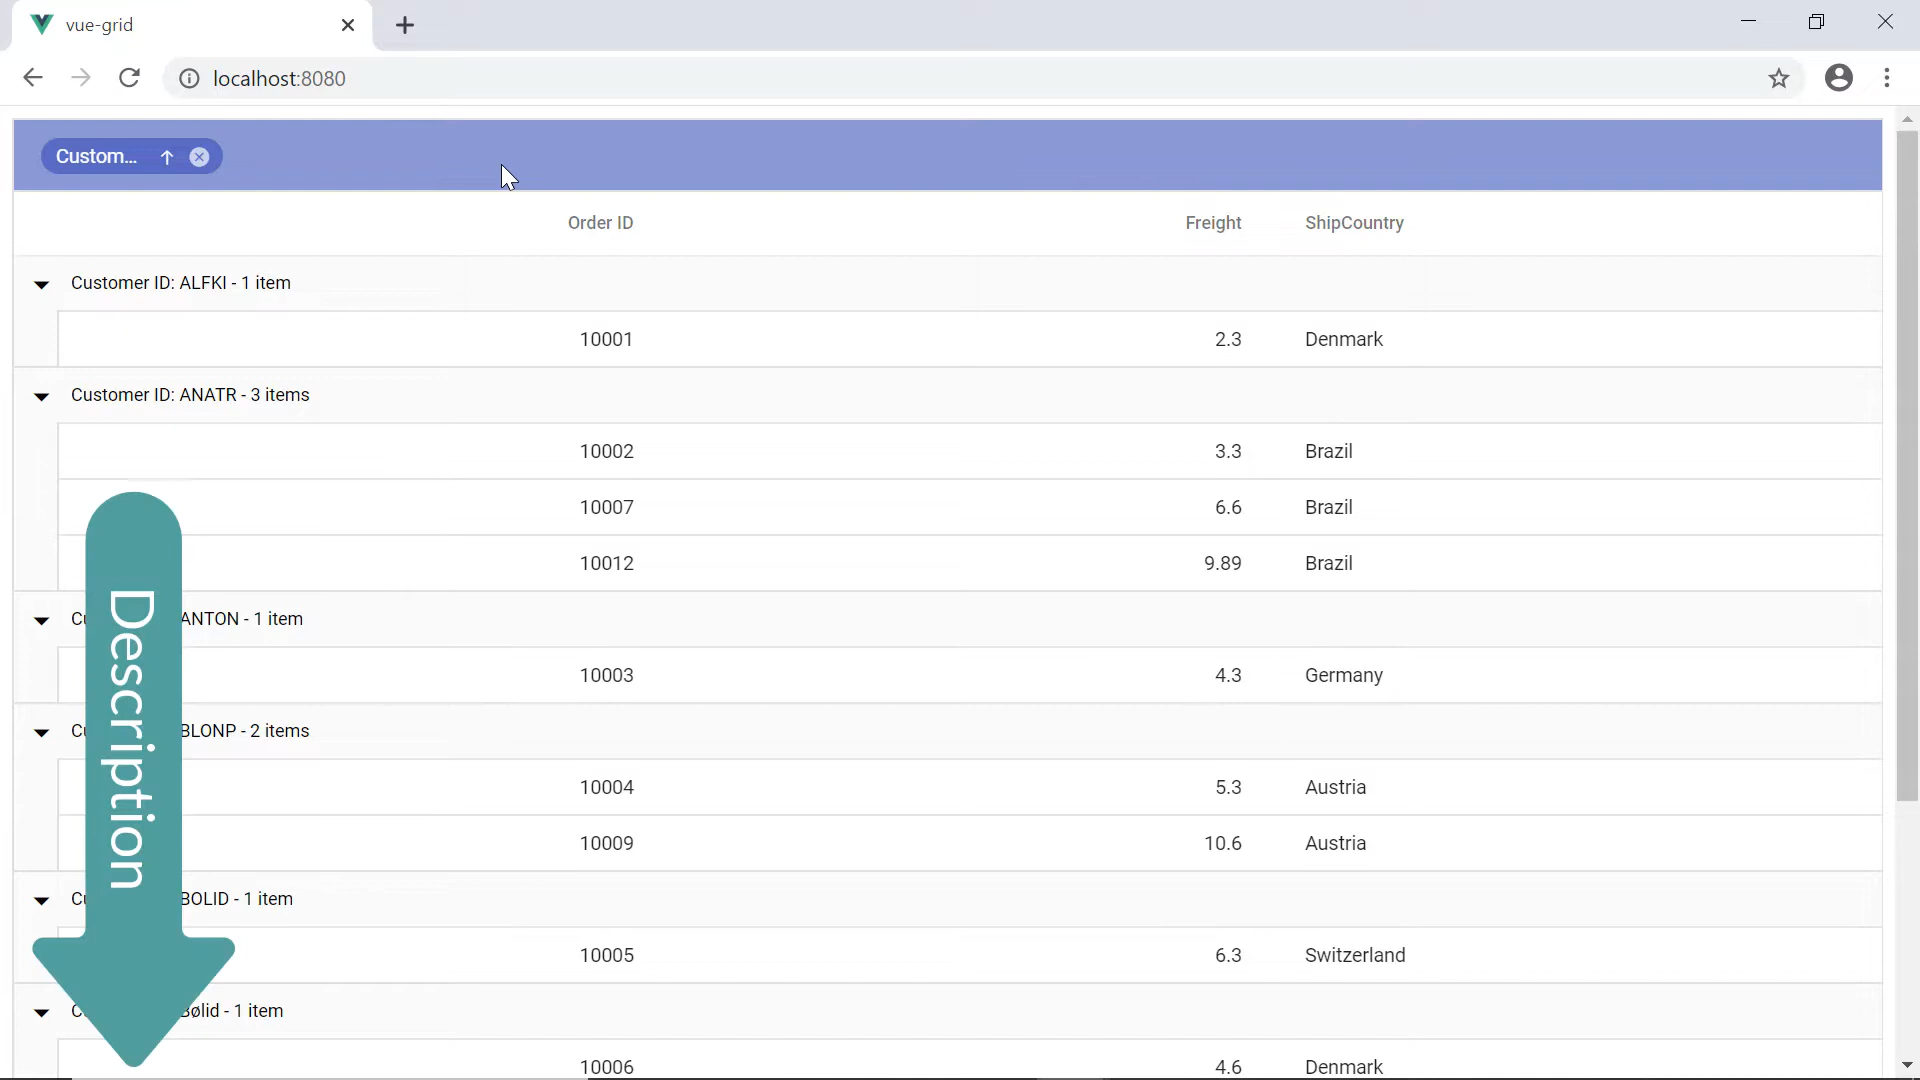 vue-grid
localhost:8080
Custom...
Order ID Freight ShipCountry
Customer ID: ALFKI - 1 item
10001 2.3 Denmark
Customer ID: ANATR - 3 items
10002 3.3 Brazil
10007 6.6 Brazil
10012 9.89 Brazil
ANTON - 1 item
10003 4.3 Germany
BLONP - 2 items
10004 5.3 Austria
10009 10.6 Austria
BOLID - 1 item
10005 6.3 Switzerland
Bølid - 1 item
10006 4.6 Denmark
Description